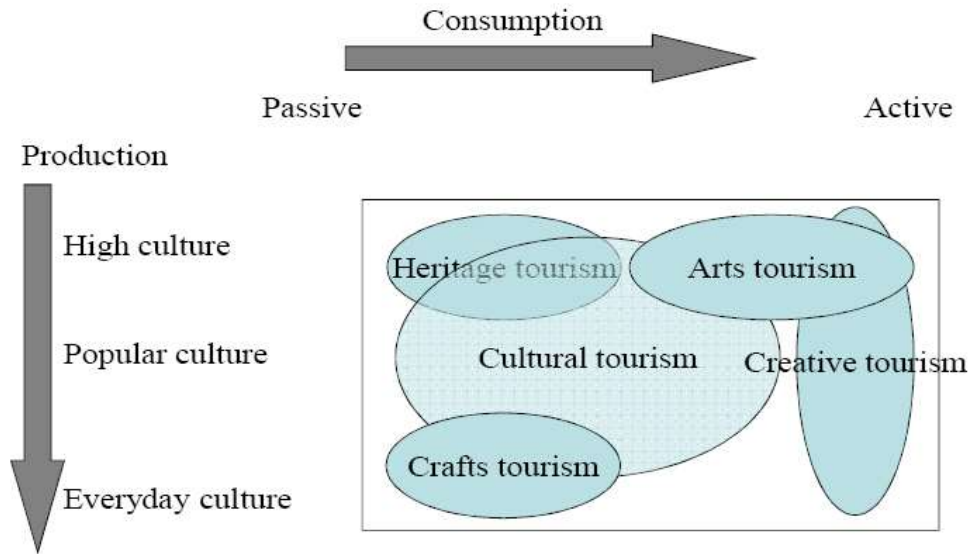 Consumption
Passive
Active
Production
High culture
Heritage tourism
Arts tourism
Popular culture
Cultural tourism
Creative tourism
Crafts tourism
Everyday culture